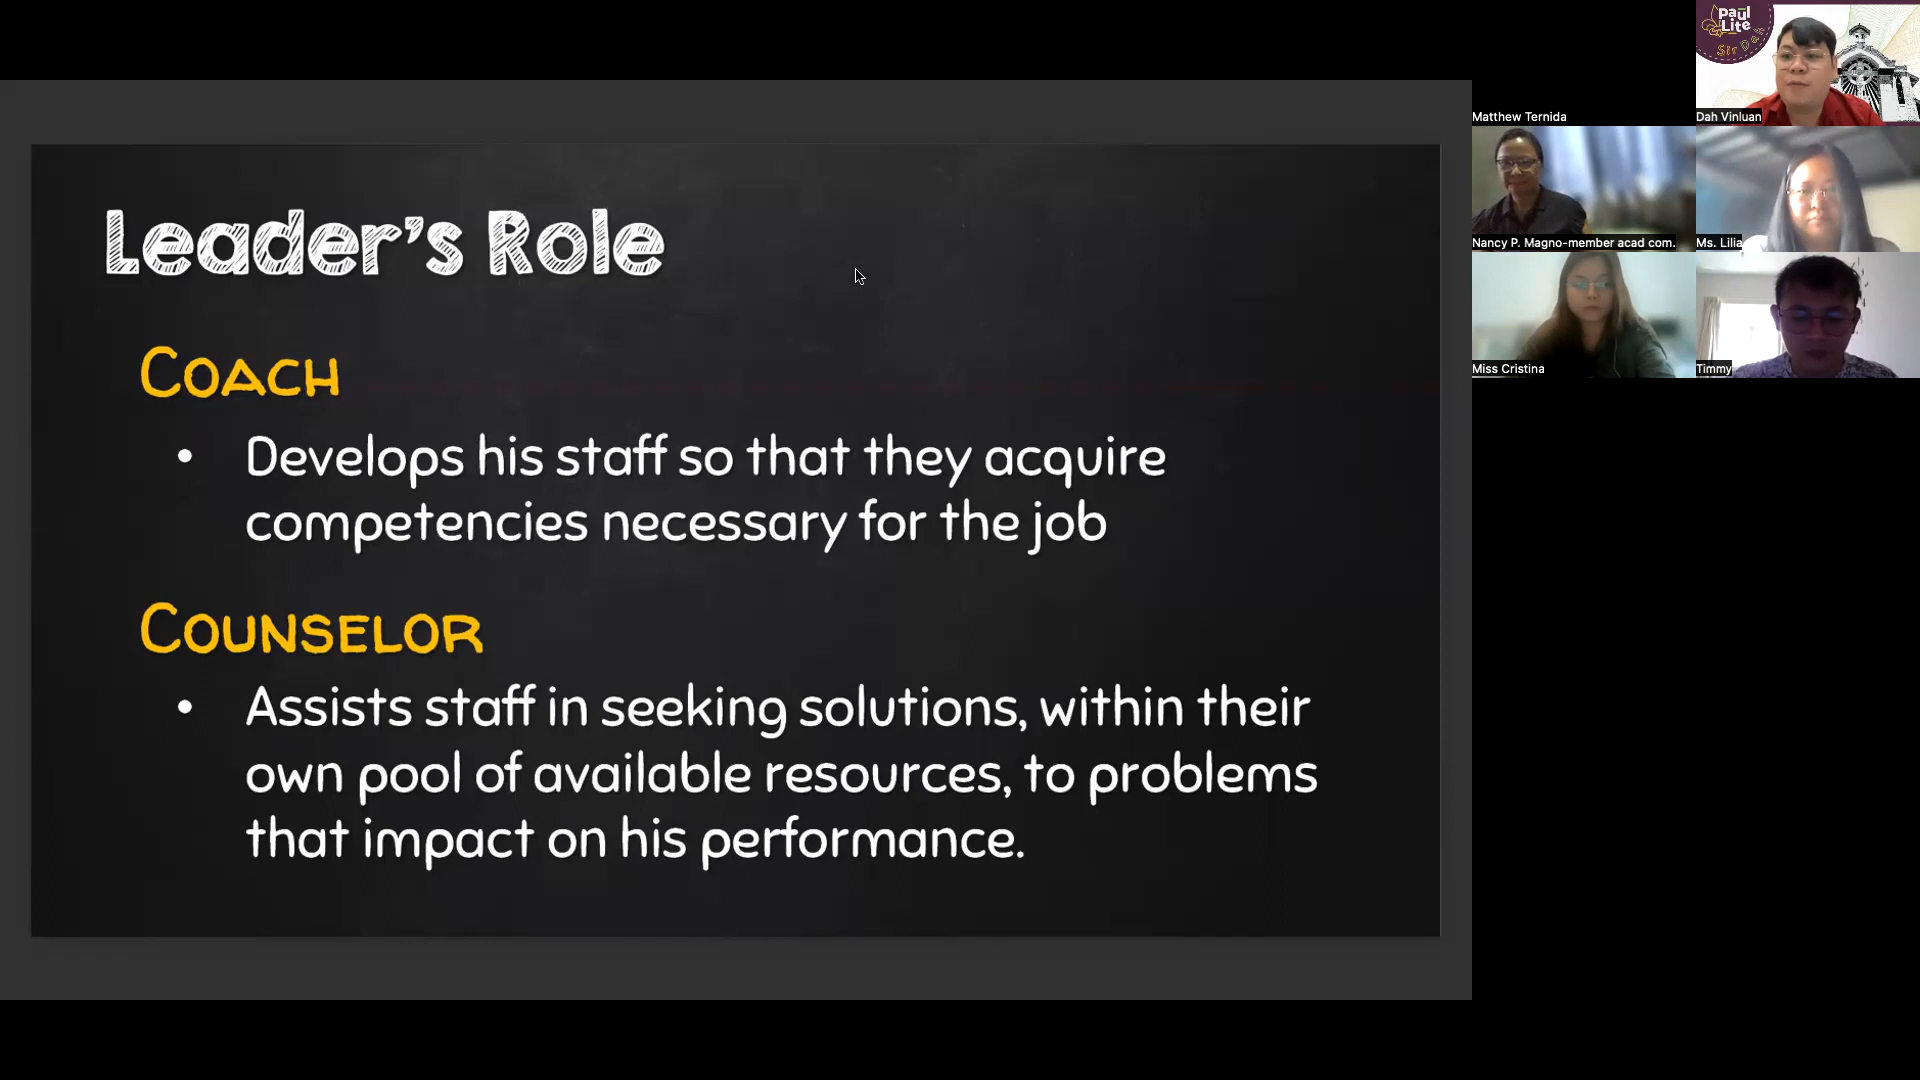 Leader's Role
Coach
• Develops his staff so that they acquire
competencies necessary for the job
Counselor
• Assists staff in seeking solutions, within their
own pool of available resources, to problems
that impact on his performance.
Paul
Lite
Sir Dah
Matthew Ternida
Dah Vinluan
Nancy P. Magno-member acad com.
Ms. Lilia
Miss Cristina
Timmy